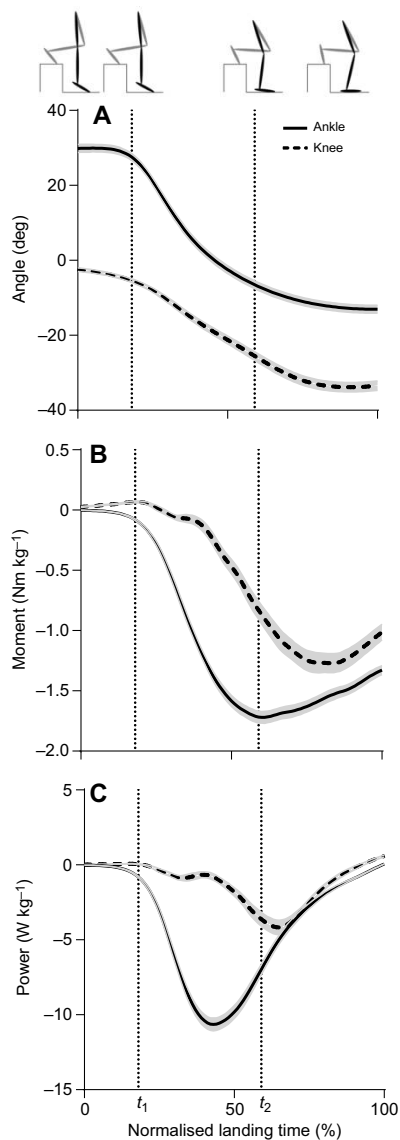 A
40
20
0
–20
–40
Angle (deg)
Ankle
Knee
B
0.5
0
–0.5
–1.0
–1.5
–2.0
Moment (Nm kg–1)
C
5
0
–5
–10
–15
Power (W kg–1)
0 t1 50 t2 100
Normalised landing time (%)